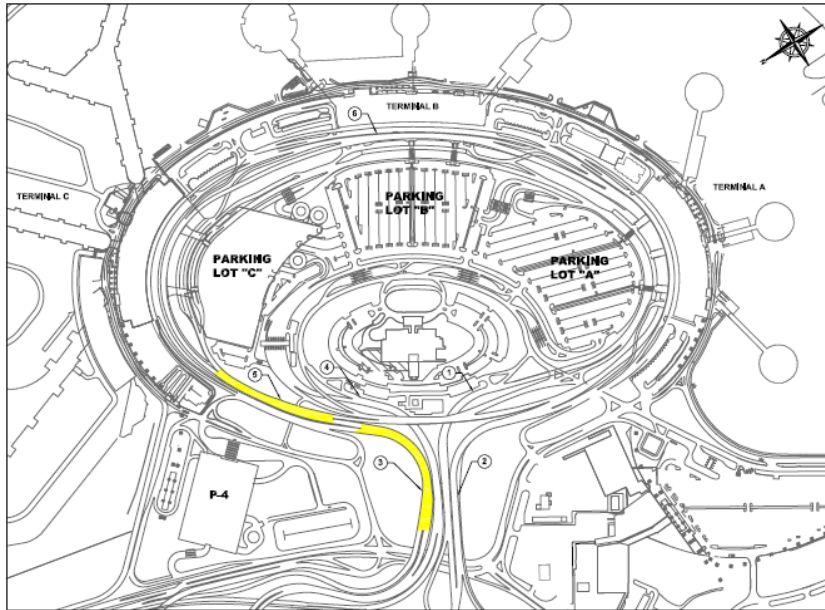 TERMINAL B
6
TERMINAL C
TERMINAL A
PARKING
LOT "B"
PARKING
LOT "C"
PARKING
LOT "A"
5
4
1
3
2
P-4
N